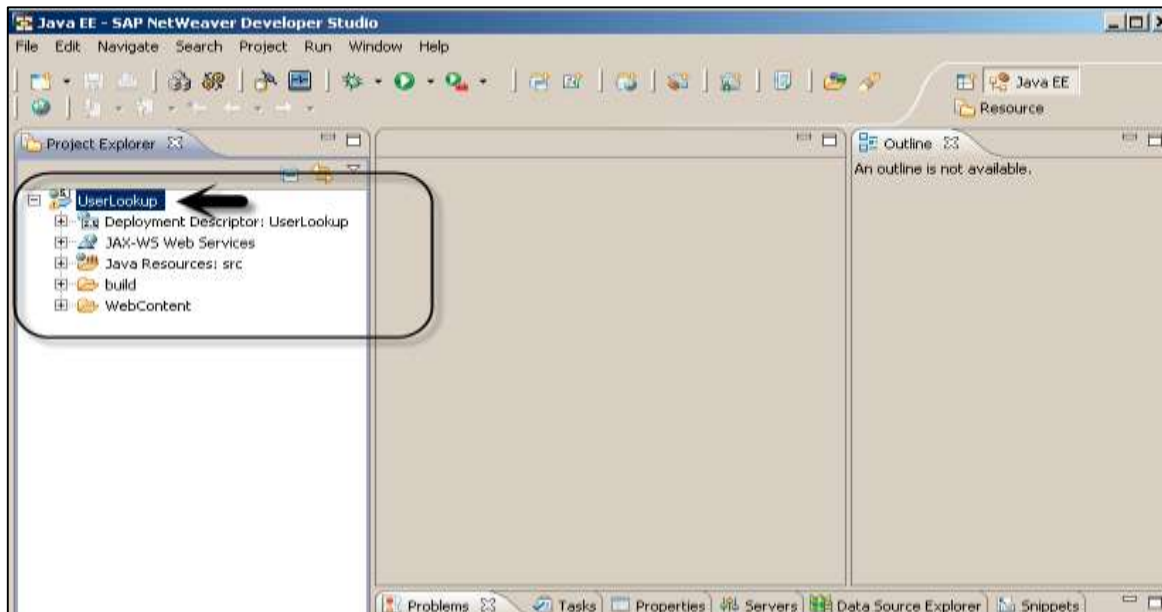 Java EE - SAP NetWeaver Developer Studio
File Edit Navigate Search Project Run Window Help
Java EE
Resource
Project Explorer
Outline
An outline is not available.
UserLookup
Deployment Descriptor: UserLookup
JAX-WS Web Services
Java Resources: src
build
WebContent
Problems Tasks Properties Servers Data Source Explorer Snippets